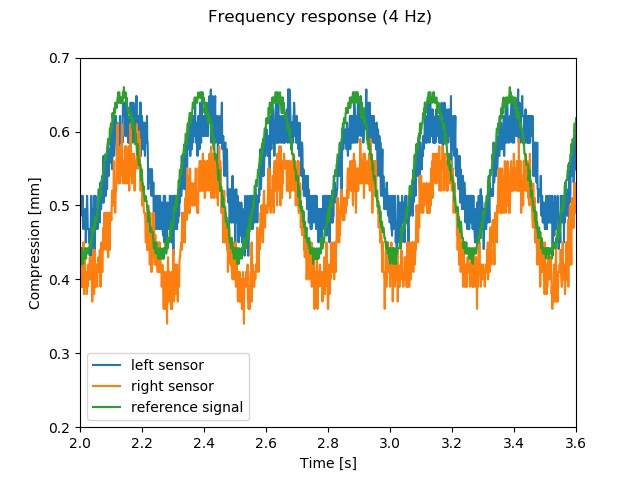 Frequency response (4 Hz)
0.7
0.6
0.5
0.4
0.3
0.2
Compression [mm]
left sensor
right sensor
reference signal
2.0 2.2 2.4 2.6 2.8 3.0 3.2 3.4 3.6
Time [s]